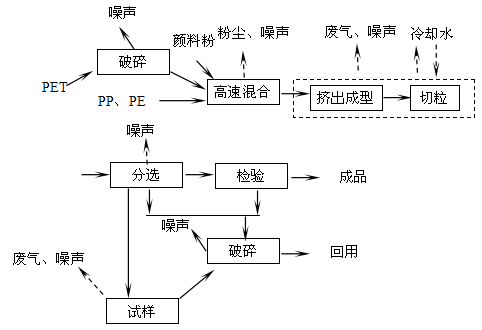 噪声
破碎
PET
颜料粉
粉尘、噪声
PP、PE
高速混合
废气、噪声
冷却水
挤出成型
切粒
噪声
分选
检验
成品
噪声
破碎
回用
废气、噪声
试样